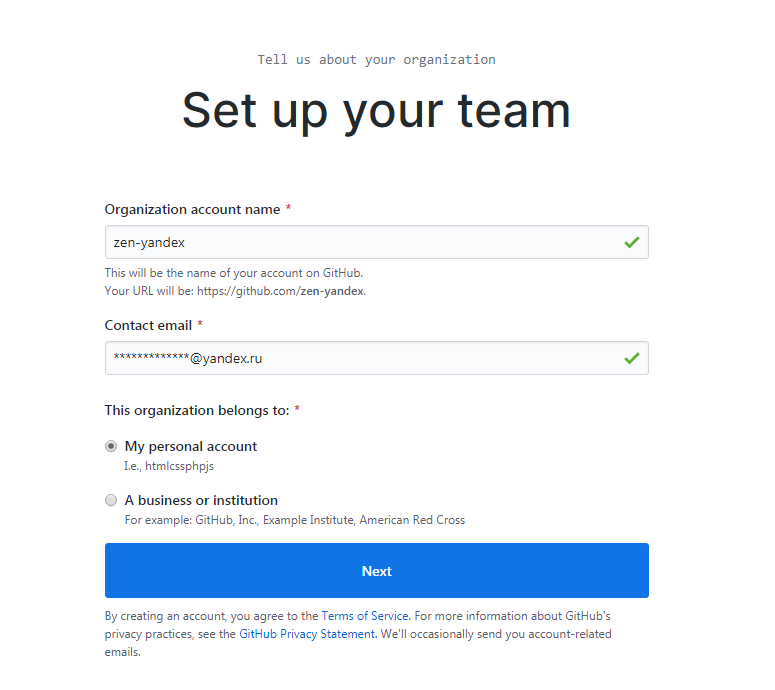 Tell us about your organization
Set up your team
Organization account name *
zen-yandex
This will be the name of your account on GitHub.
Your URL will be: https://github.com/zen-yandex.
Contact email *
*************@yandex.ru
This organization belongs to: *
My personal account
I.e., htmlcssphpjs
A business or institution
For example: GitHub, Inc., Example Institute, American Red Cross
Next
By creating an account, you agree to the Terms of Service. For more information about GitHub's
privacy practices, see the GitHub Privacy Statement. We'll occasionally send you account-related
emails.